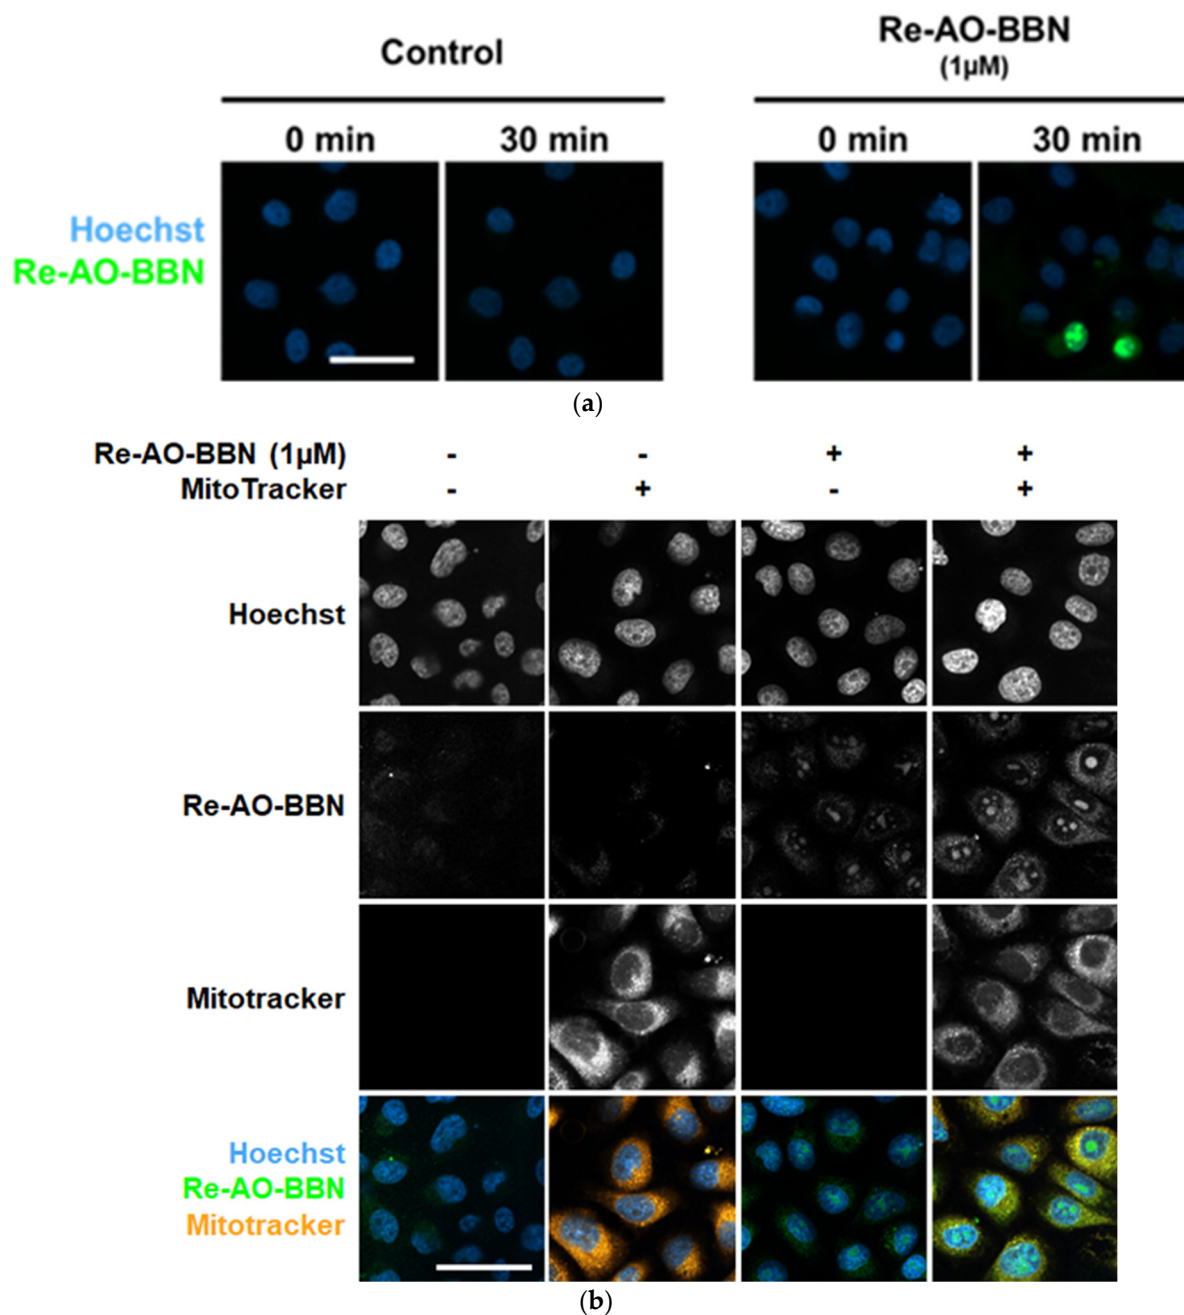 Control
Re-AO-BBN
(1µM)
0 min
30 min
0 min
30 min
Hoechst
Re-AO-BBN
(a)
Re-AO-BBN (1µM) - - + +
MitoTracker - + - +
Hoechst
Re-AO-BBN
Mitotracker
Hoechst
Re-AO-BBN
Mitotracker
(b)